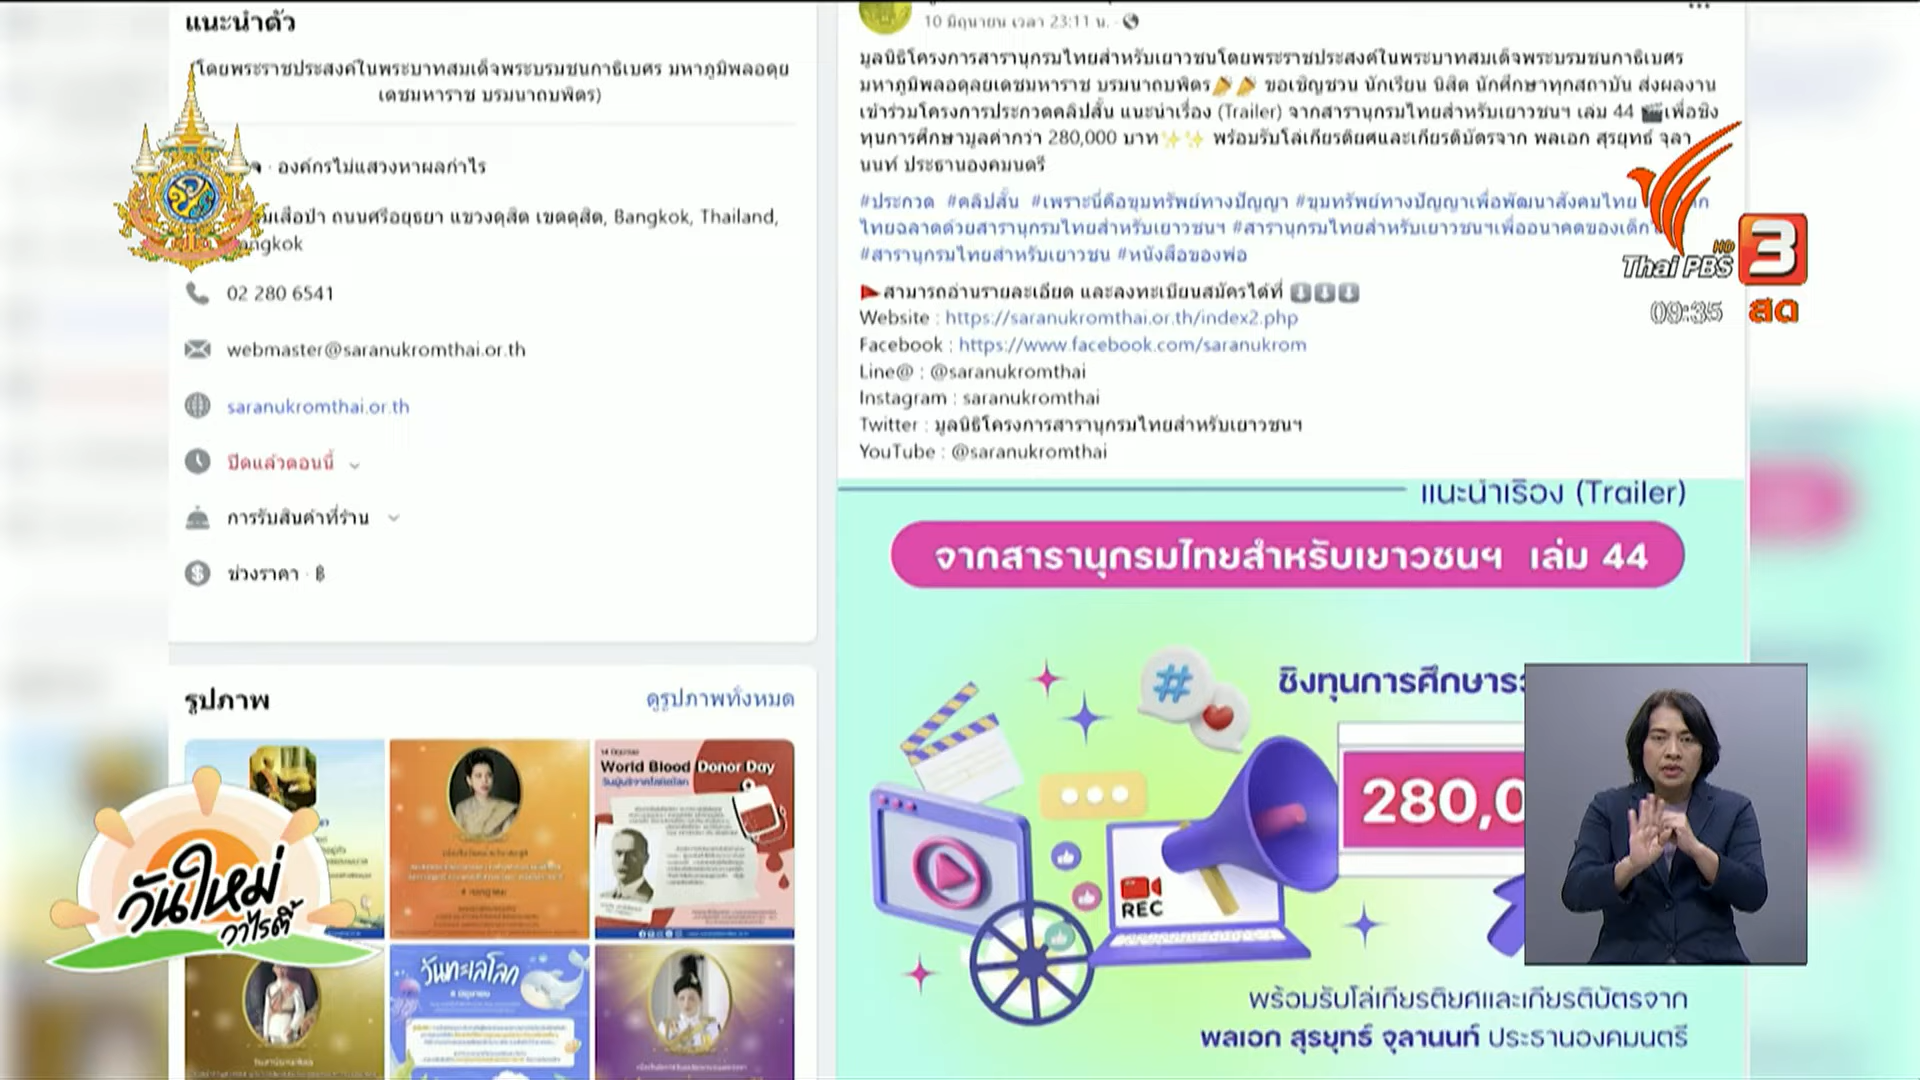 แนะนำตัว
(โดยพระราชประสงค์ในพระบาทสมเด็จพระบรมชนกาธิเบศร มหาภูมิพลอดุย
เดชมหาราช บรมนาถบพิตร)
องค์กรไม่แสวงหาผลกำไร
เสือป่า ถนนศรีอยุธยา แขวงดุสิต เขตดุสิต, Bangkok, Thailand,
02 280 6541
webmaster@saranukromthai.or.th
saranukromthai.or.th
ปิดแล้วตอนนี้
การรับสินค้าที่ร้าน
ช่วงราคา · ฿
รูปภาพ
ดูรูปภาพทั้งหมด
World Blood Donor Day
วันทะเลโลก
วันใหม่
วาไรตี้
10 มิถุนายน เวลา 23:11 น.
มูลนิธิโครงการสารานุกรมไทยสำหรับเยาวชนโดยพระราชประสงค์ในพระบาทสมเด็จพระบรมชนกาธิเบศร
มหาภูมิพลอดุลยเดชมหาราช บรมนาถบพิตร🎉🎉 ขอเชิญชวน นักเรียน นิสิต นักศึกษาทุกสถาบัน ส่งผลงาน
เข้าร่วมโครงการประกวดคลิปสั้น แนะนำเรื่อง (Trailer) จากสารานุกรมไทยสำหรับเยาวชนฯ เล่ม 44 🎬เพื่อชิง
ทุนการศึกษามูลค่ากว่า 280,000 บาท✨✨ พร้อมรับโล่เกียรติยศและเกียรติบัตรจาก พลเอก สุรยุทธ์ จุลา
นนท์ ประธานองคมนตรี
#ประกวด #คลิปสั้น #เพราะนี่คือขุมทรัพย์ทางปัญญา #ขุมทรัพย์ทางปัญญาเพื่อพัฒนาสังคมไทย
ไทยฉลาดด้วยสารานุกรมไทยสำหรับเยาวชนฯ #สารานุกรมไทยสำหรับเยาวชนฯเพื่ออนาคตของเด็ก
#สารานุกรมไทยสำหรับเยาวชน #หนังสือของพ่อ
🚩สามารถอ่านรายละเอียด และลงทะเบียนสมัครได้ที่ ⬇⬇⬇
Website : https://saranukromthai.or.th/index2.php
Facebook : https://www.facebook.com/saranukrom
Line@ : @saranukromthai
Instagram : saranukromthai
Twitter : มูลนิธิโครงการสารานุกรมไทยสำหรับเยาวชนฯ
YouTube : @saranukromthai
แนะนำเรื่อง (Trailer)
จากสารานุกรมไทยสำหรับเยาวชนฯ เล่ม 44
ชิงทุนการศึกษา
280,0
REC
พร้อมรับโล่เกียรติยศและเกียรติบัตรจาก
พลเอก สุรยุทธ์ จุลานนท์ ประธานองคมนตรี
Thai PBS HD 3
09:35 สด